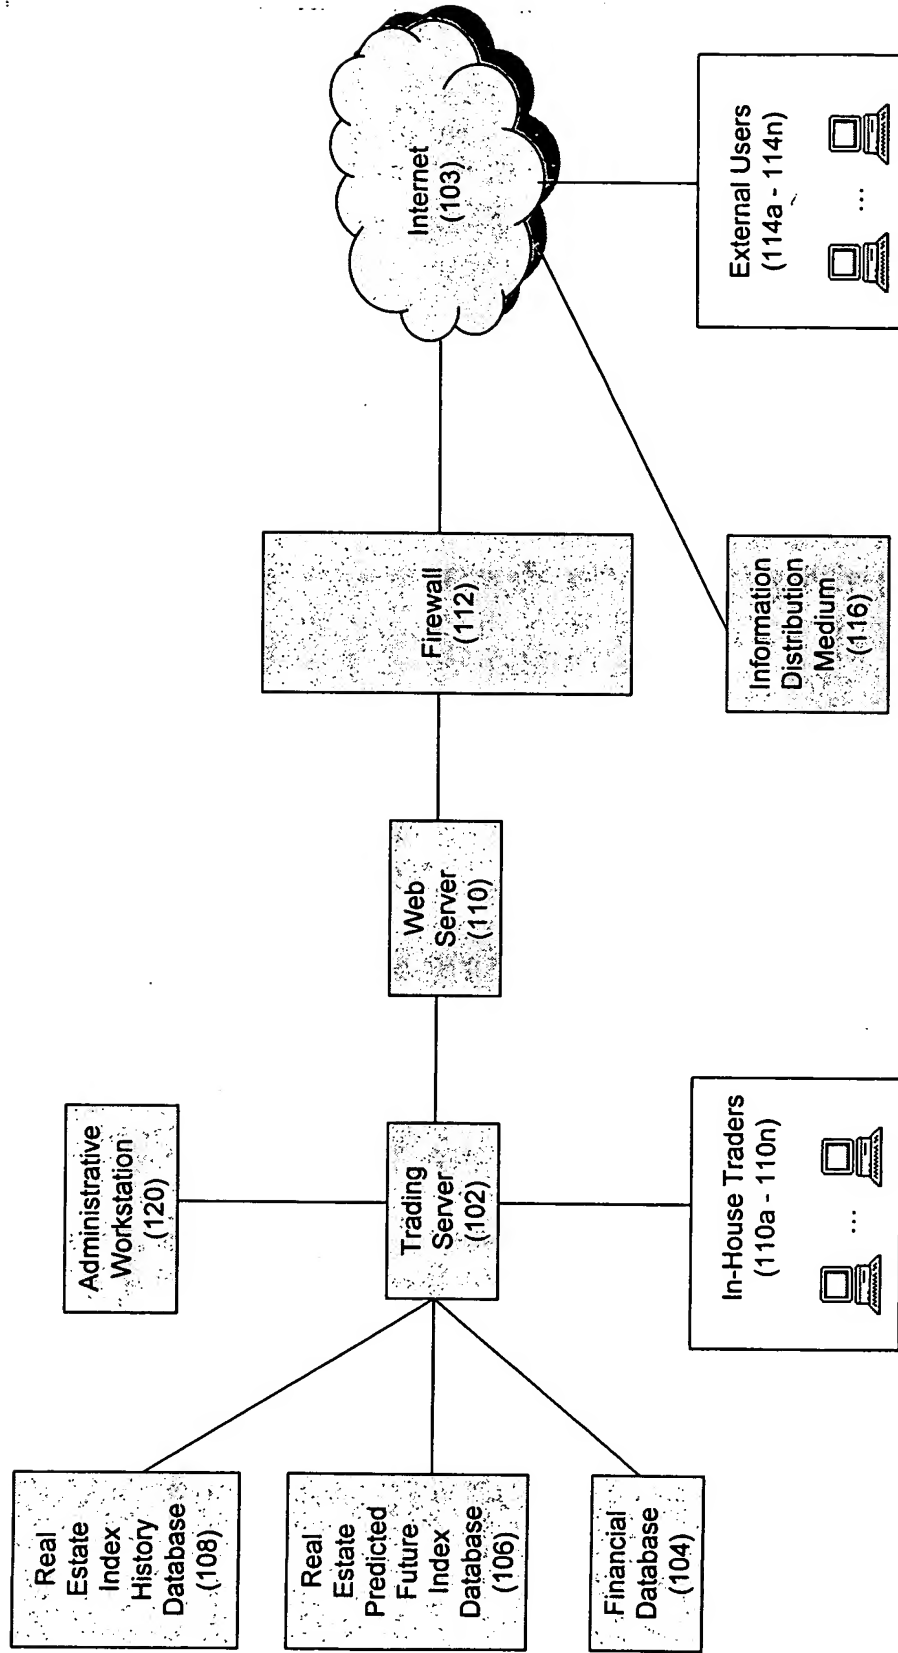 Real
Estate
Index
History
Database
(108)
Real
Estate
Predicted
Future
Index
Database
(106)
Financial
Database
(104)
Administrative
Workstation
(120)
Trading
Server
(102)
In-House Traders
(110a - 110n)
...
Web
Server
(110)
Firewall
(112)
Information
Distribution
Medium
(116)
Internet
(103)
External Users
(114a - 114n)
...